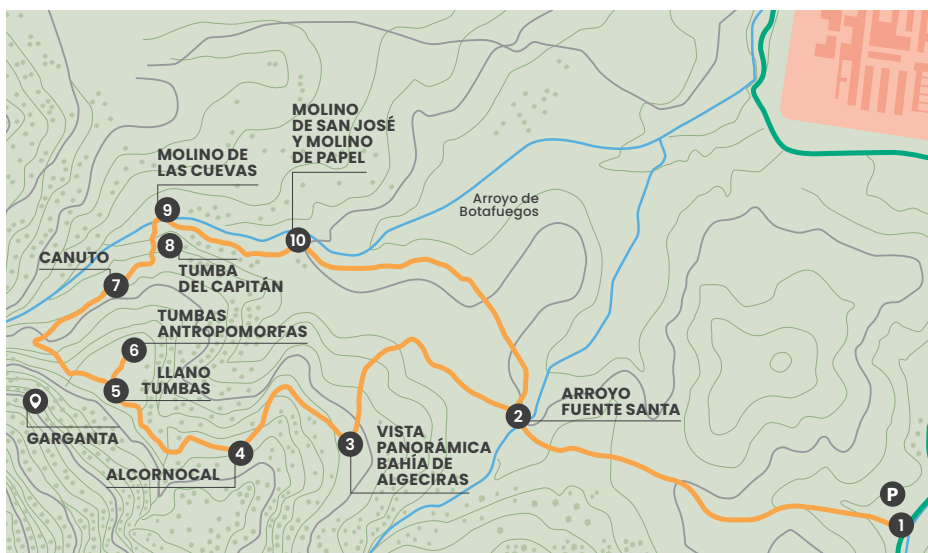 MOLINO
DE SAN JOSÉ
Y MOLINO
DE PAPEL
MOLINO DE
LAS CUEVAS
Arroyo de
Botafuegos
9
10
8
CANUTO
TUMBA
DEL CAPITÁN
7
TUMBAS
ANTROPOMORFAS
6
LLANO
TUMBAS
5
GARGANTA
ARROYO
FUENTE SANTA
2
VISTA
PANORÁMICA
BAHÍA DE
ALGECIRAS
3
4
ALCORNOCAL
P
1